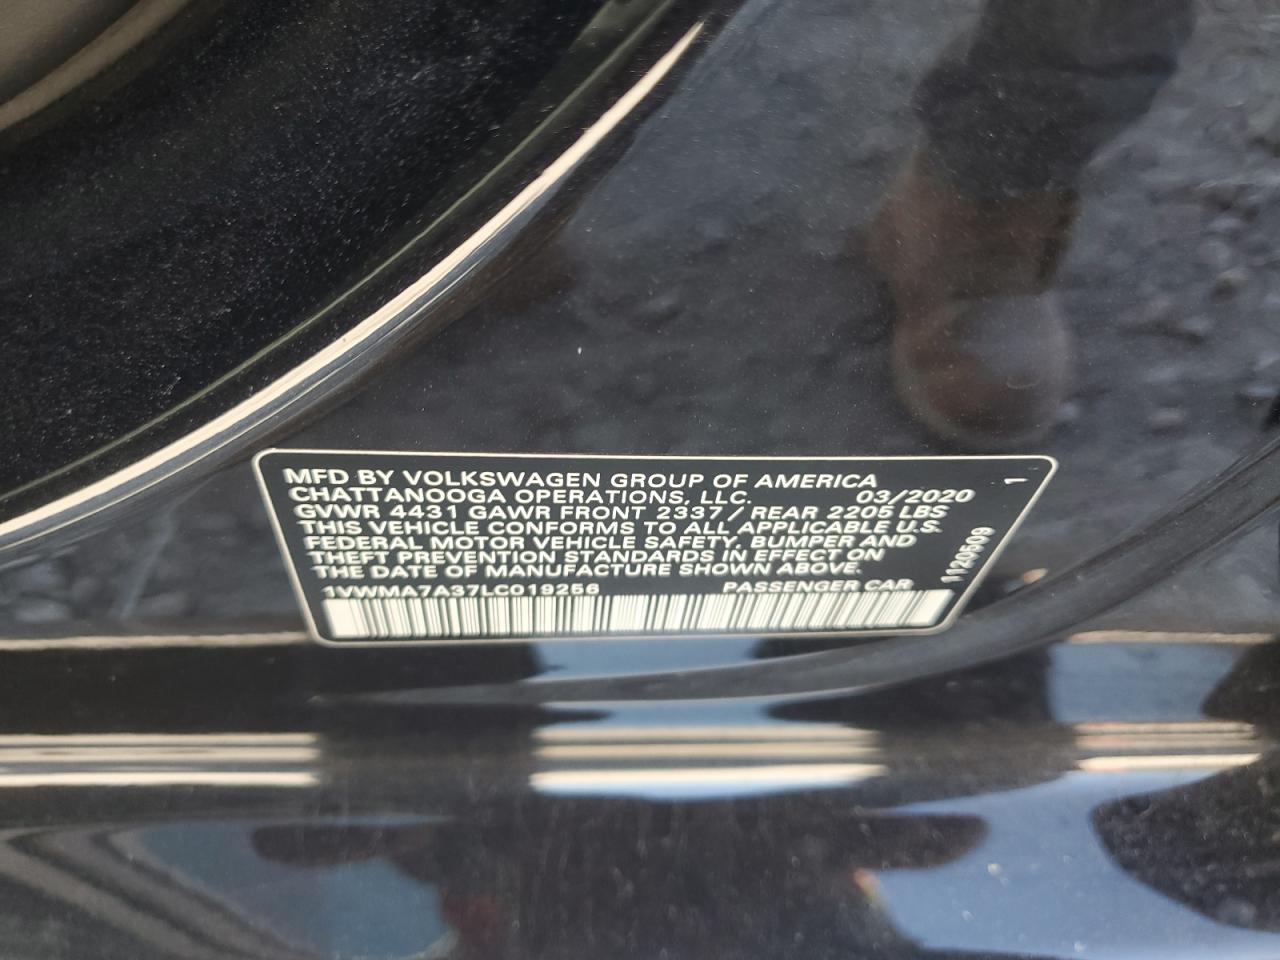 MFD BY VOLKSWAGEN GROUP OF AMERICA
CHATTANOOGA OPERATIONS, LLC. 03/2020
GVWR 4431 GAWR FRONT 2337 / REAR 2205 LBS
THIS VEHICLE CONFORMS TO ALL APPLICABLE U.S.
FEDERAL MOTOR VEHICLE SAFETY, BUMPER AND
THEFT PREVENTION STANDARDS IN EFFECT ON
THE DATE OF MANUFACTURE SHOWN ABOVE.
1VWMA7A37LC019256 PASSENGER CAR
1120509
1